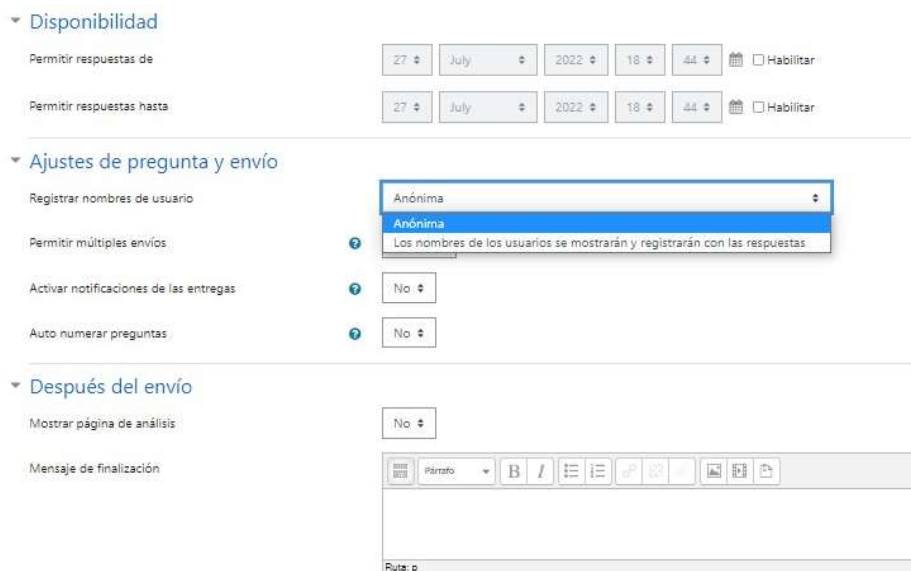 Disponibilidad
Permitir respuestas de 27 July 2022 18 44 Habilitar
Permitir respuestas hasta 27 July 2022 18 44 Habilitar
Ajustes de pregunta y envío
Registrar nombres de usuario Anónima
Anónima
Permitir múltiples envíos Los nombres de los usuarios se mostrarán y registrarán con las respuestas
Activar notificaciones de las entregas No
Auto numerar preguntas No
Después del envío
Mostrar página de análisis No
Mensaje de finalización Párrafo B I
Ruta: p